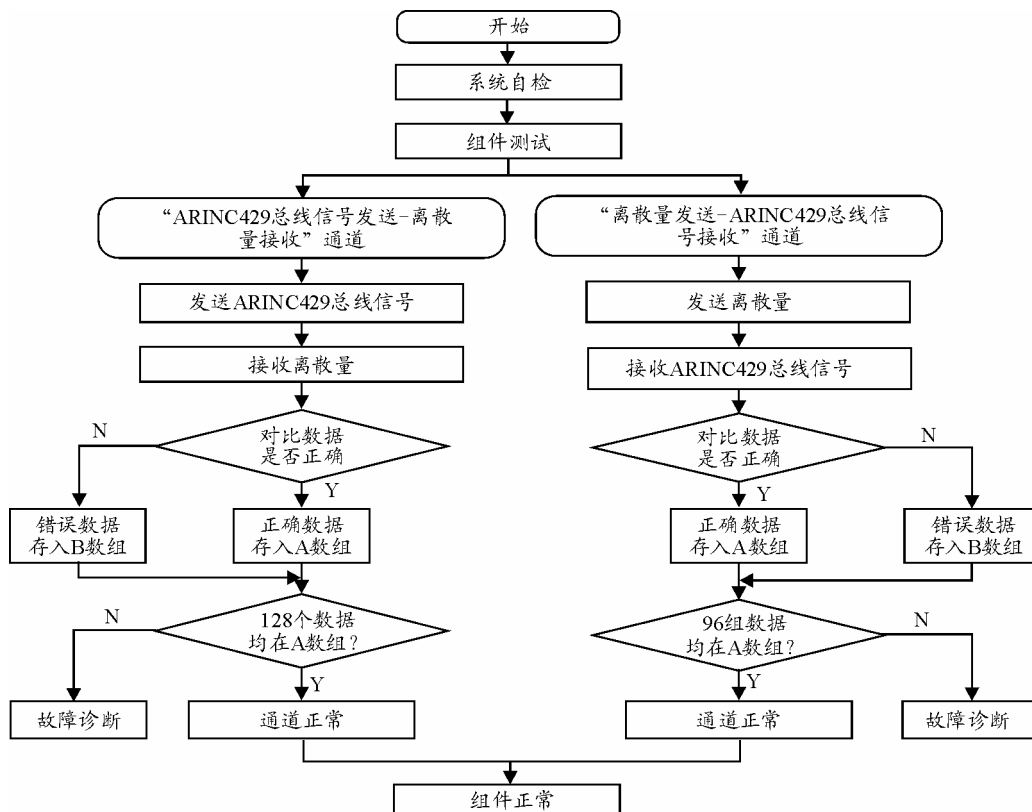 开始
系统自检
组件测试
“ARINC429总线信号发送-离散
量接收”通道
“离散量发送-ARINC429总线信
号接收”通道
发送ARINC429总线信号
发送离散量
接收离散量
接收ARINC429总线信号
N
对比数据
是否正确
Y
对比数据
是否正确
N
Y
错误数据
存入B数组
正确数据
存入A数组
正确数据
存入A数组
错误数据
存入B数组
N
128个数据
均在A数组?
Y
96组数据
均在A数组?
N
Y
故障诊断
通道正常
通道正常
故障诊断
组件正常